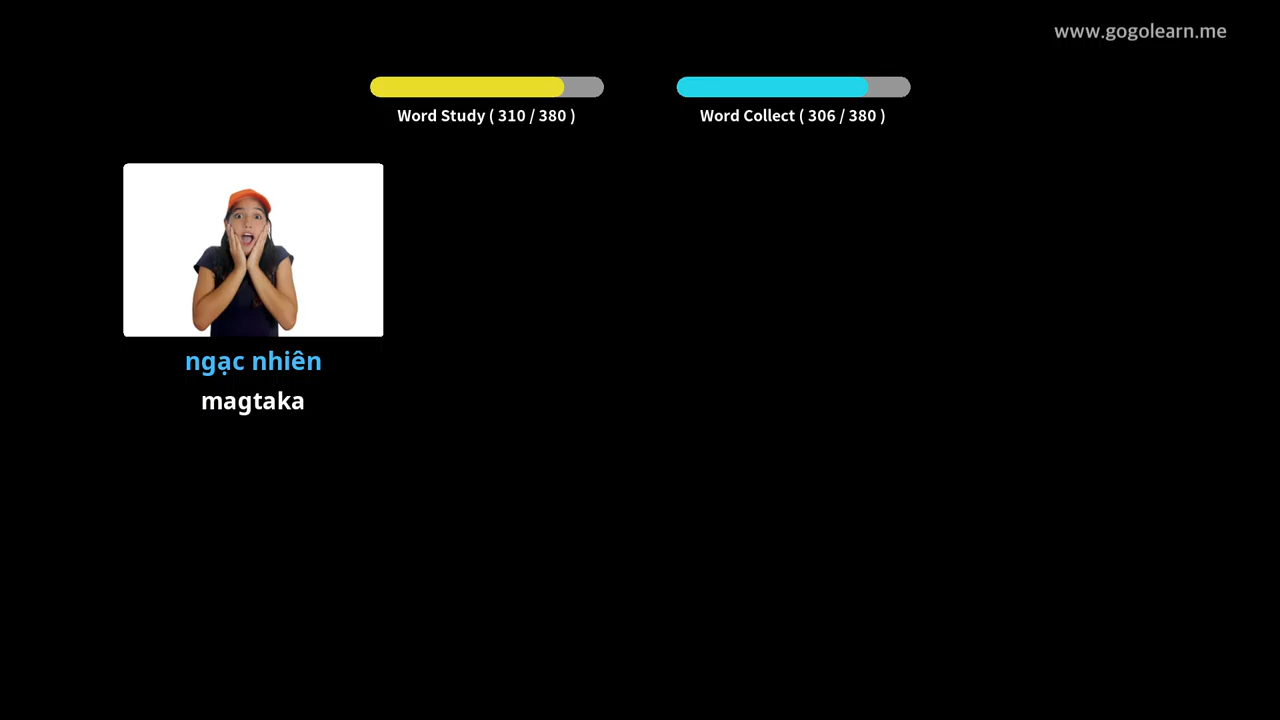 www.gogolearn.me
Word Study ( 310 / 380 )
Word Collect ( 306 / 380 )
ngạc nhiên
magtaka